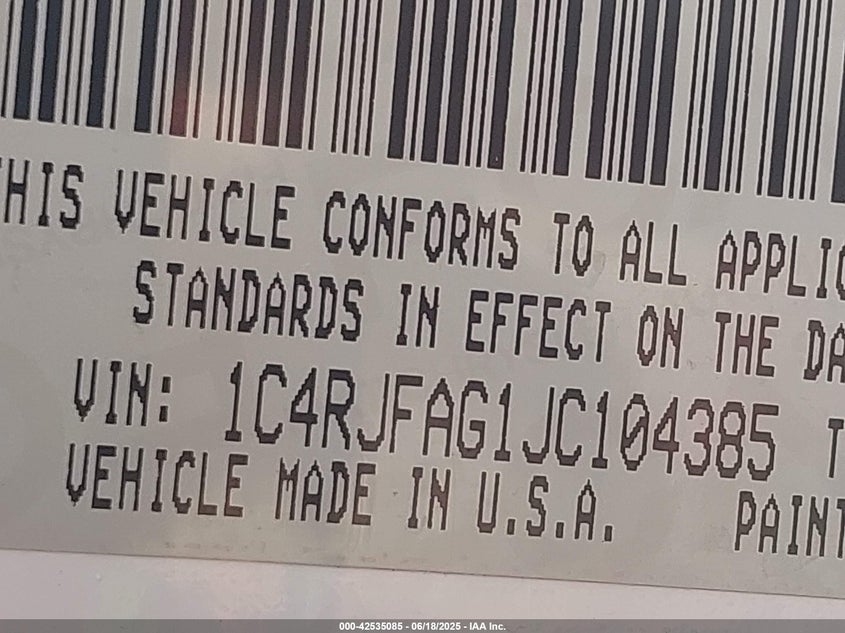 THIS VEHICLE CONFORMS TO ALL APPLIC
STANDARDS IN EFFECT ON THE DA
VIN: 1C4RJFAG1JC104385 T
VEHICLE MADE IN U.S.A. PAINT
000-42535085 - 06/18/2025 - IAA Inc.